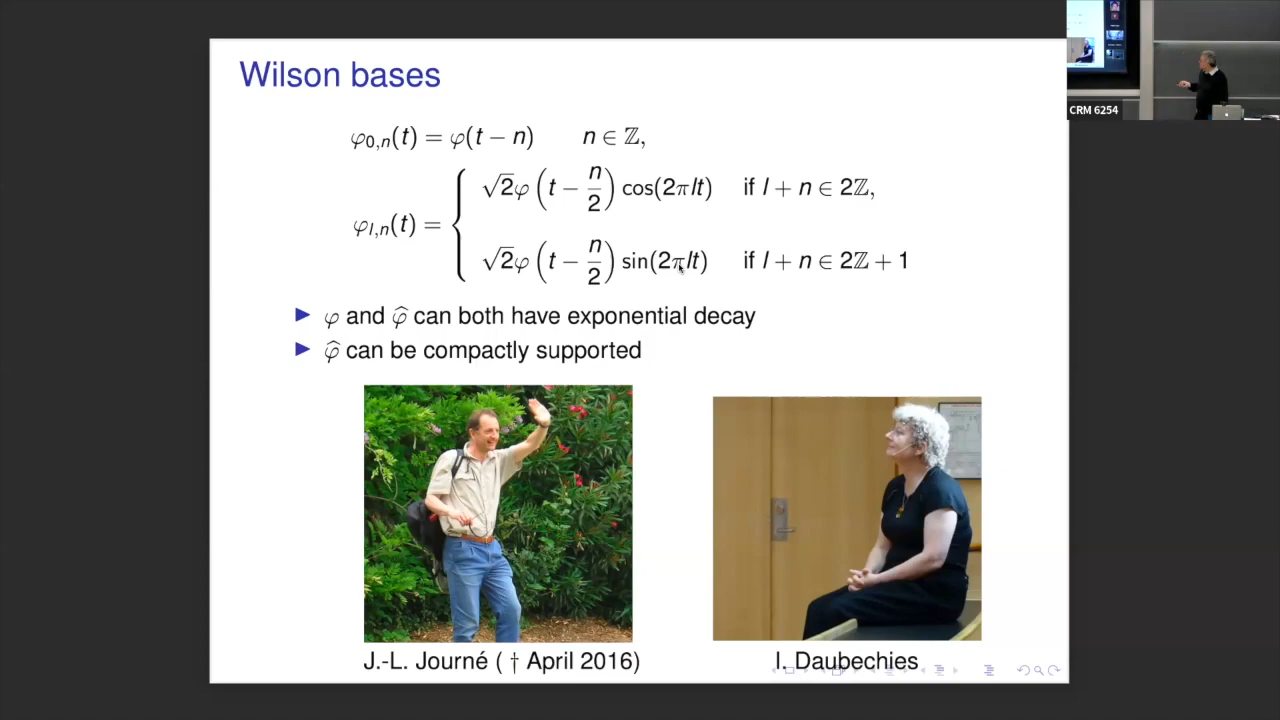 Wilson bases
φ₀,ₙ(t) = φ(t − n) n ∈ ℤ,
φₗ,ₙ(t) = { √2φ (t − n/2) cos(2πlt) if l + n ∈ 2ℤ,
√2φ (t − n/2) sin(2πlt) if l + n ∈ 2ℤ + 1
▶ φ and φ̂ can both have exponential decay
▶ φ̂ can be compactly supported
J.-L. Journé ( † April 2016)
I. Daubechies
CRM 6254